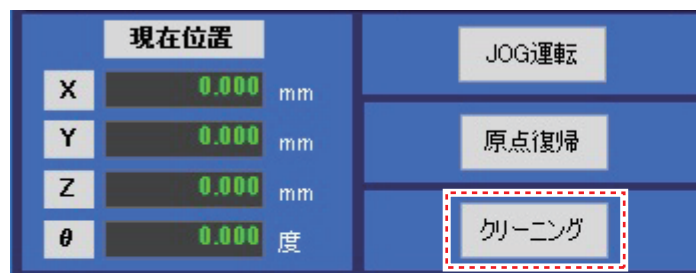 現在位置
X 0.000 mm
Y 0.000 mm
Z 0.000 mm
θ 0.000 度
JOG運転
原点復帰
クリーニング